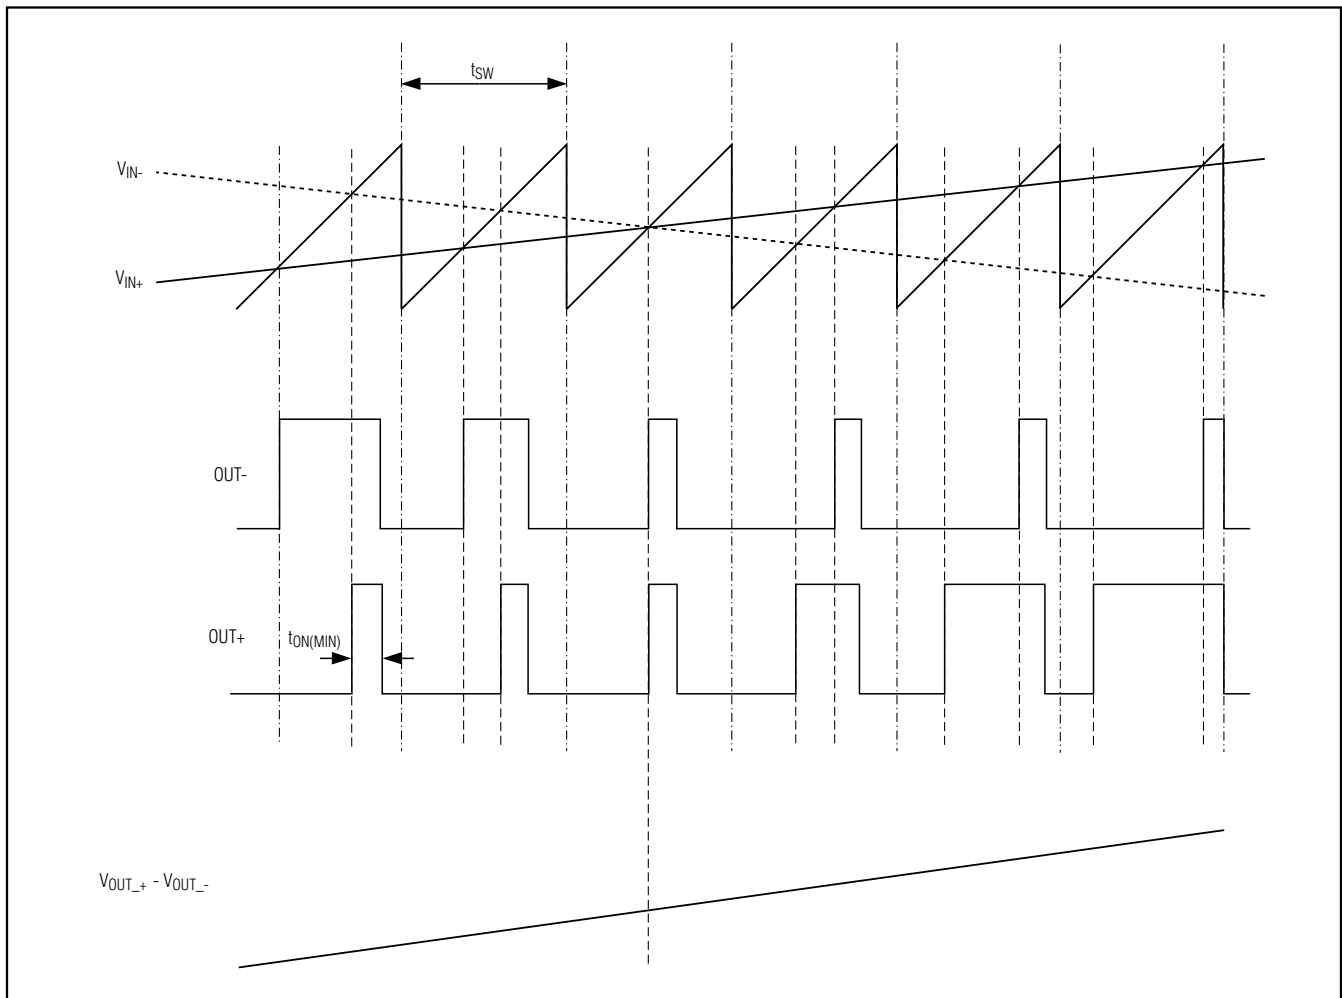 tSW
VIN-
VIN+
OUT-
OUT+
tON(MIN)
VOUT_+ - VOUT_-